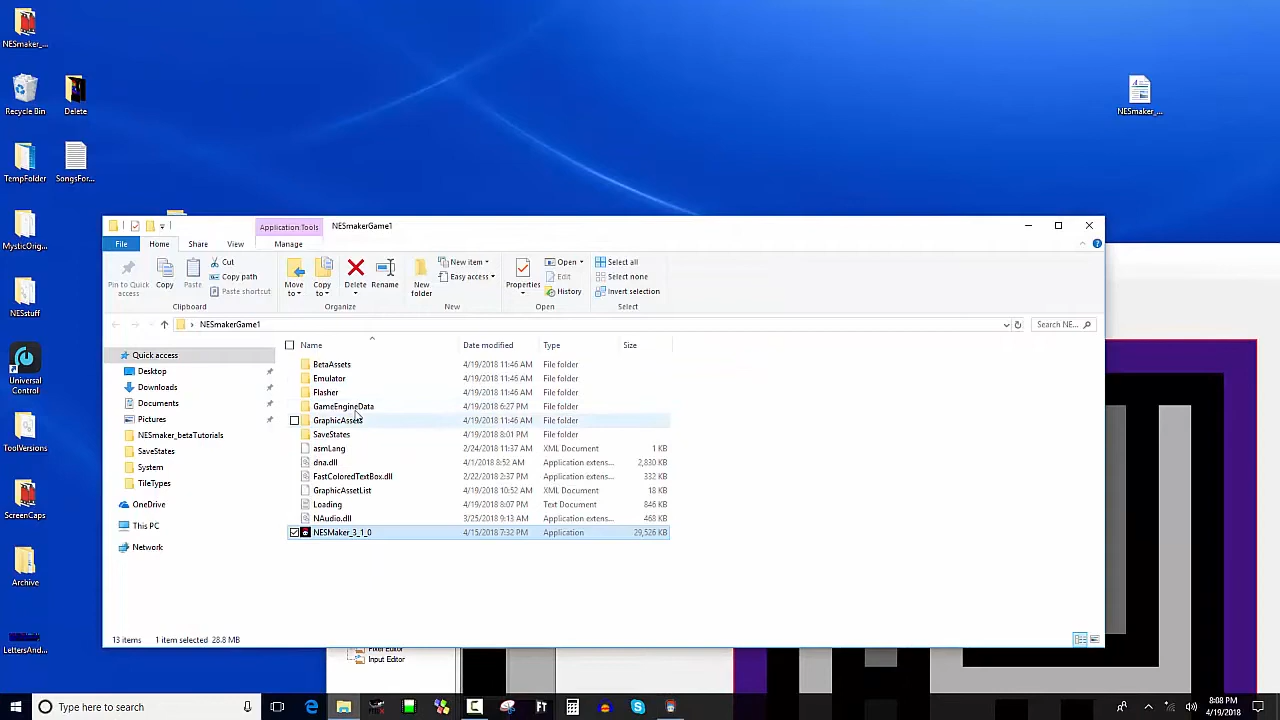 NESmaker_...
Recycle Bin
Delete
NESmaker_...
TempFolder
SongsFor...
MysticOrig...
NEStuff
Universal
Control
ToolVersions
ScreenCaps
Archive
LettersAnd...
Application Tools
NESmakerGame1
File
Home
Share
View
Manage
Pin to Quick
access
Copy
Paste
Cut
Copy path
Paste shortcut
Clipboard
Move
to
Copy
to
Delete
Rename
Organize
New
folder
New item
Easy access
New
Properties
Open
Edit
History
Open
Select all
Select none
Invert selection
Select
NESmakerGame1
Search NE...
Quick access
Desktop
Downloads
Documents
Pictures
NESmaker_betaTutorials
SaveStates
System
TileTypes
OneDrive
This PC
Network
Name Date modified Type Size
BetaAssets 4/19/2018 11:46 AM File folder
Emulator 4/19/2018 11:46 AM File folder
Flasher 4/19/2018 11:46 AM File folder
GameEngineData 4/19/2018 6:27 PM File folder
GraphicAssets 4/19/2018 11:46 AM File folder
SaveStates 4/19/2018 8:01 PM File folder
asmLang 2/24/2018 11:37 AM XML Document 1 KB
dna.dll 4/1/2018 8:52 AM Application extens... 2,830 KB
FastColoredTextBox.dll 2/22/2018 2:37 PM Application extens... 332 KB
GraphicAssetList 4/19/2018 10:52 AM XML Document 18 KB
Loading 4/19/2018 8:07 PM Text Document 846 KB
NAudio.dll 3/25/2018 9:13 AM Application extens... 468 KB
NESMaker_3_1_0 4/15/2018 7:32 PM Application 29,526 KB
13 items 1 item selected 28.8 MB
Pixel Editor
Input Editor
Type here to search
8:08 PM
4/19/2018